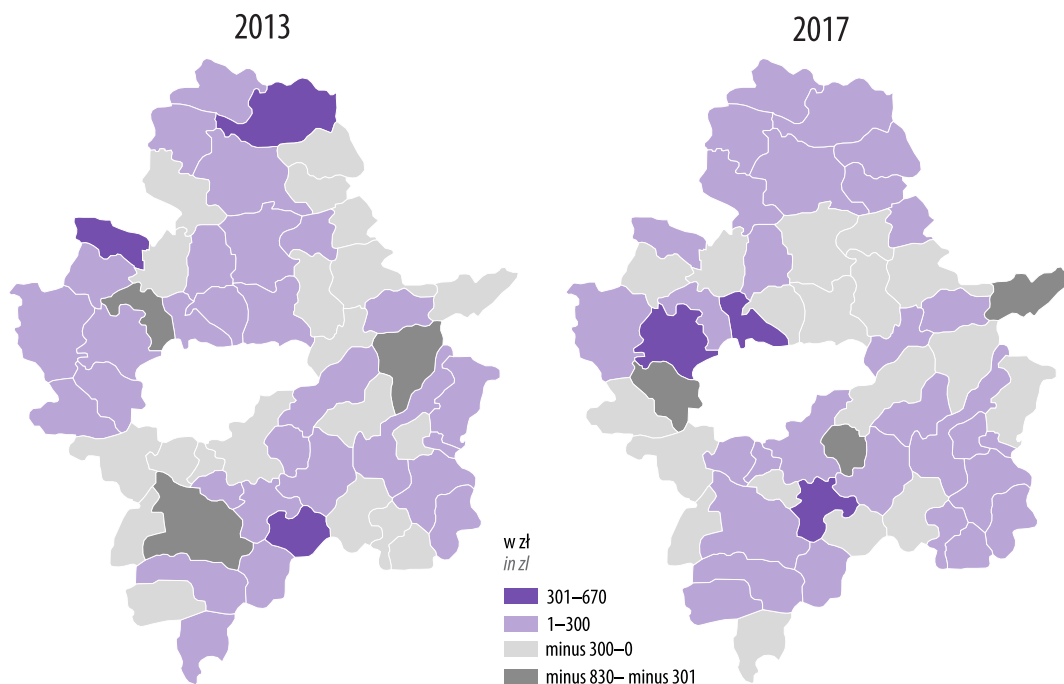 2013
2017
w zł
in zl
301–670
1–300
minus 300–0
minus 830– minus 301